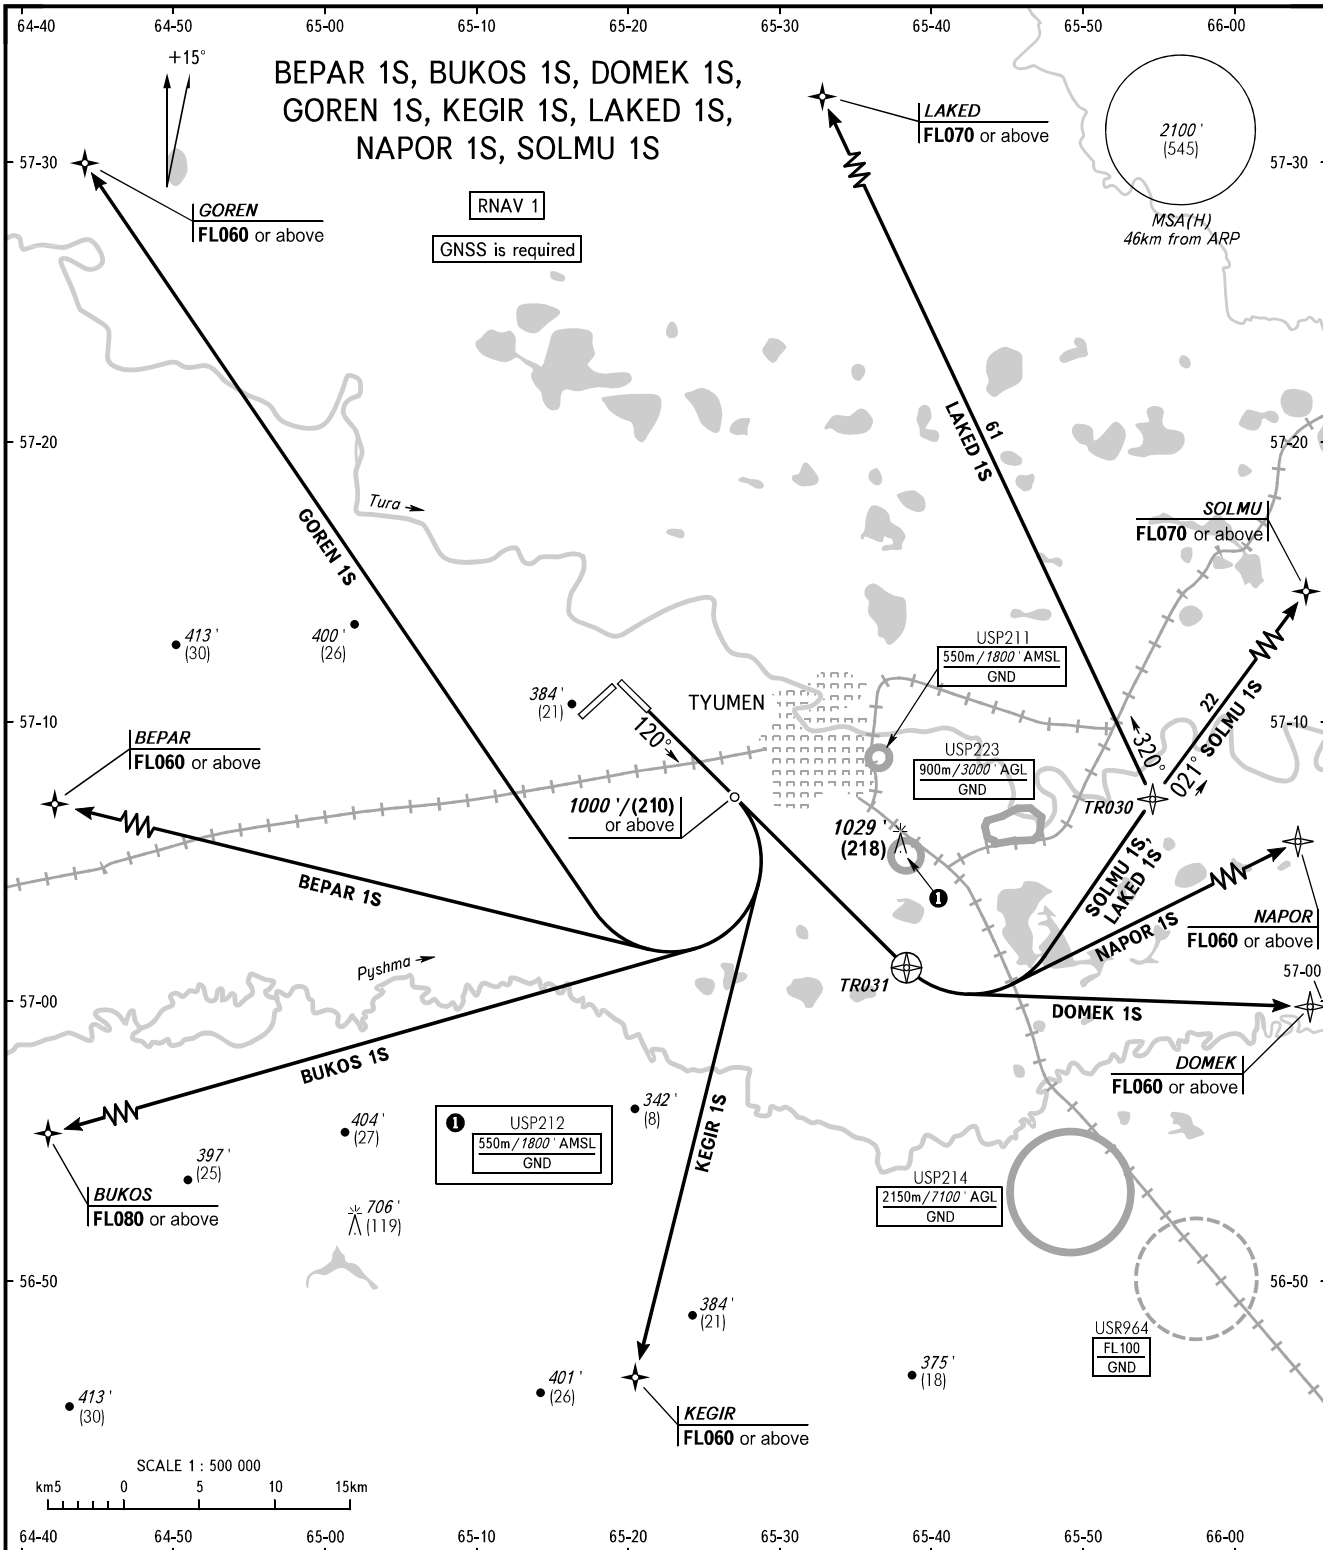 64-40
64-50
65-00
65-10
65-20
65-30
65-40
65-50
66-00
+15°
BEPAR 1S, BUKOS 1S, DOMEK 1S,
GOREN 1S, KEGIR 1S, LAKED 1S,
NAPOR 1S, SOLMU 1S
LAKED
FL070 or above
2100'
(545)
MSA(H)
46km from ARP
57-30
57-30
RNAV 1
GNSS is required
GOREN
FL060 or above
57-20
57-20
LAKED 1S
61
Tura
GOREN 1S
SOLMU
FL070 or above
413'
(30)
400'
(26)
USP211
550m/1800' AMSL
GND
384'
(21)
TYUMEN
120°
57-10
57-10
BEPAR
FL060 or above
USP223
900m/3000' AGL
GND
320°
021°
22
SOLMU 1S
TR030
1000'/(210)
or above
1029'
(218)
1
BEPAR 1S
SOLMU 1S,
LAKED 1S
NAPOR 1S
NAPOR
FL060 or above
Pyshma
TR031
57-00
57-00
DOMEK 1S
BUKOS 1S
DOMEK
FL060 or above
KEGIR 1S
342'
(8)
404'
(27)
397'
(25)
1
USP212
550m/1800' AMSL
GND
BUKOS
FL080 or above
706'
(119)
USP214
2150m/7100' AGL
GND
56-50
56-50
384'
(21)
USR964
FL100
GND
375'
(18)
401'
(26)
413'
(30)
KEGIR
FL060 or above
SCALE 1 : 500 000
km5
0
5
10
15km
64-40
64-50
65-00
65-10
65-20
65-30
65-40
65-50
66-00